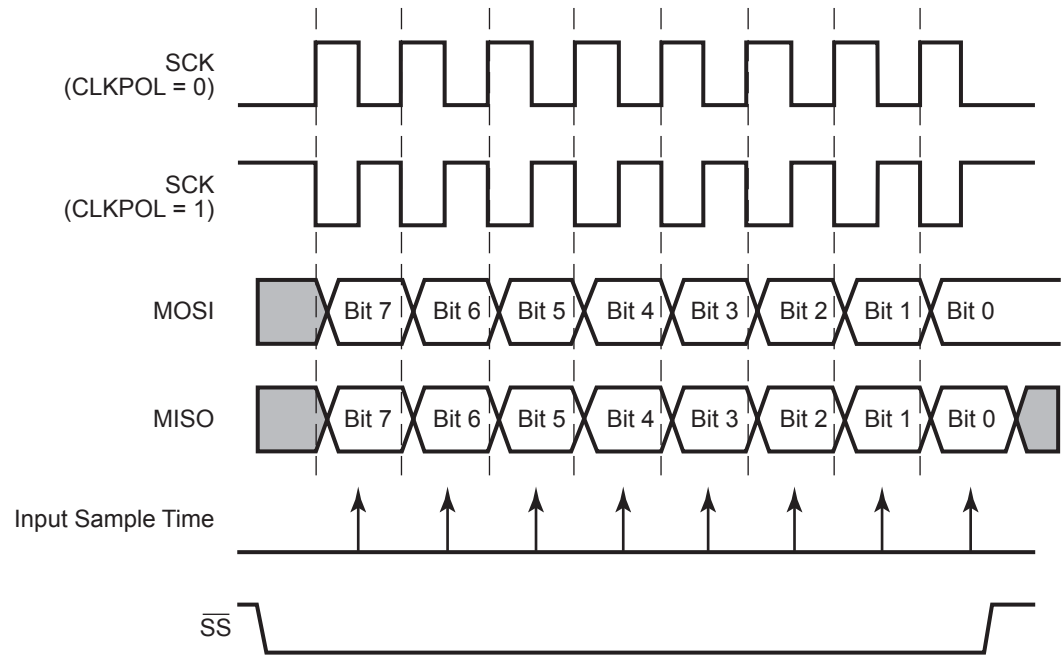 SCK
(CLKPOL = 0)
SCK
(CLKPOL = 1)
MOSI
Bit 7 Bit 6 Bit 5 Bit 4 Bit 3 Bit 2 Bit 1 Bit 0
MISO
Bit 7 Bit 6 Bit 5 Bit 4 Bit 3 Bit 2 Bit 1 Bit 0
Input Sample Time
S̅S̅